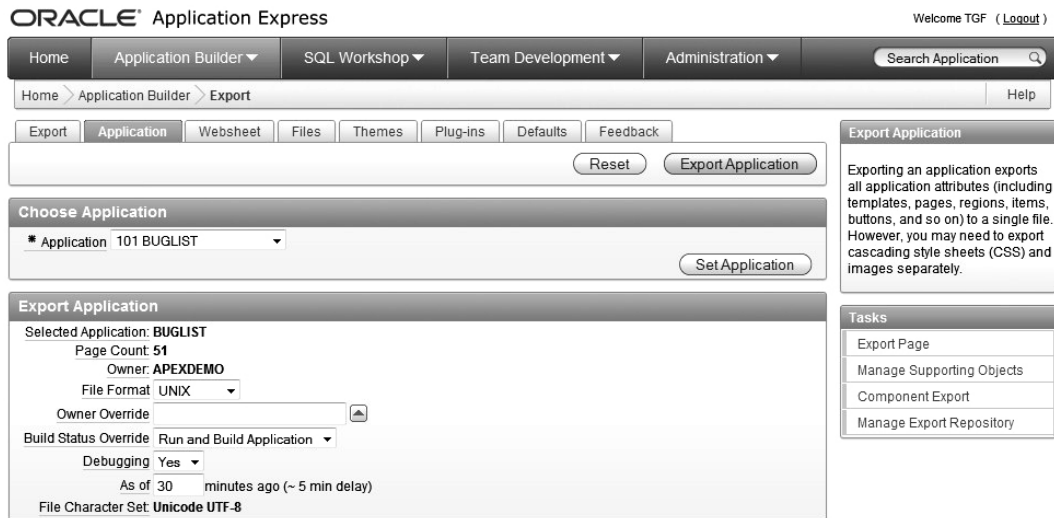 ORACLE® Application Express
Welcome TGF ( Logout )
Home Application Builder SQL Workshop Team Development Administration Search Application
Home Application Builder Export Help
Export Application Websheet Files Themes Plug-ins Defaults Feedback
Reset Export Application
Choose Application
* Application 101 BUGLIST
Set Application
Export Application
Selected Application: BUGLIST
Page Count: 51
Owner: APEXDEMO
File Format UNIX
Owner Override
Build Status Override Run and Build Application
Debugging Yes
As of 30 minutes ago (~ 5 min delay)
File Character Set: Unicode UTF-8
Export Application
Exporting an application exports
all application attributes (including
templates, pages, regions, items,
buttons, and so on) to a single file.
However, you may need to export
cascading style sheets (CSS) and
images separately.
Tasks
Export Page
Manage Supporting Objects
Component Export
Manage Export Repository